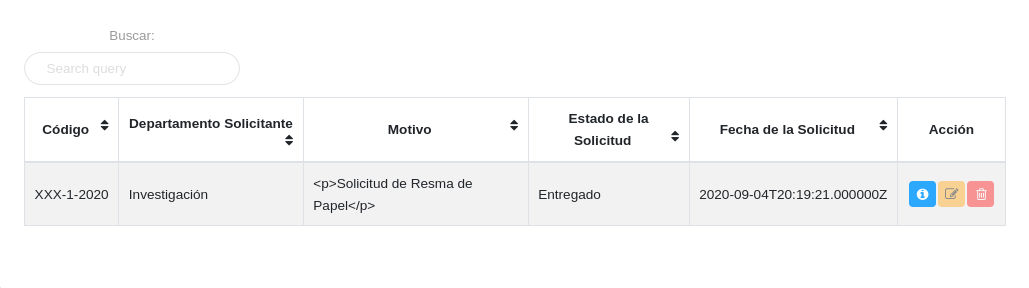 Buscar:
Search query
Código
Departamento Solicitante
Motivo
Estado de la
Solicitud
Fecha de la Solicitud
Acción
XXX-1-2020
Investigación
<p>Solicitud de Resma de
Papel</p>
Entregado
2020-09-04T20:19:21.000000Z